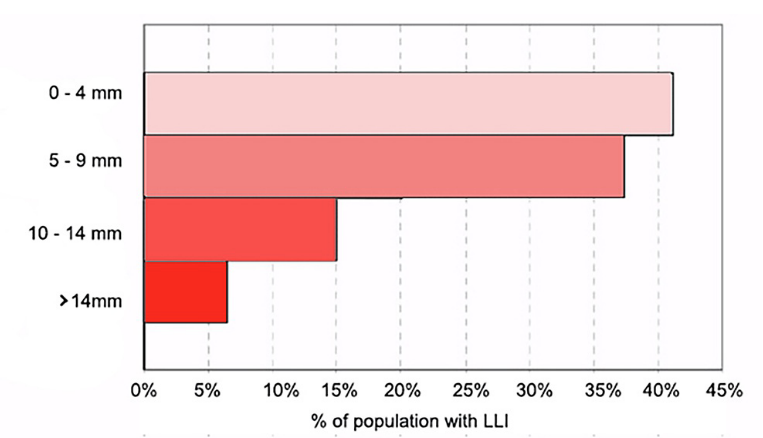 0 - 4 mm
5 - 9 mm
10 - 14 mm
>14mm
0% 5% 10% 15% 20% 25% 30% 35% 40% 45%
% of population with LLI